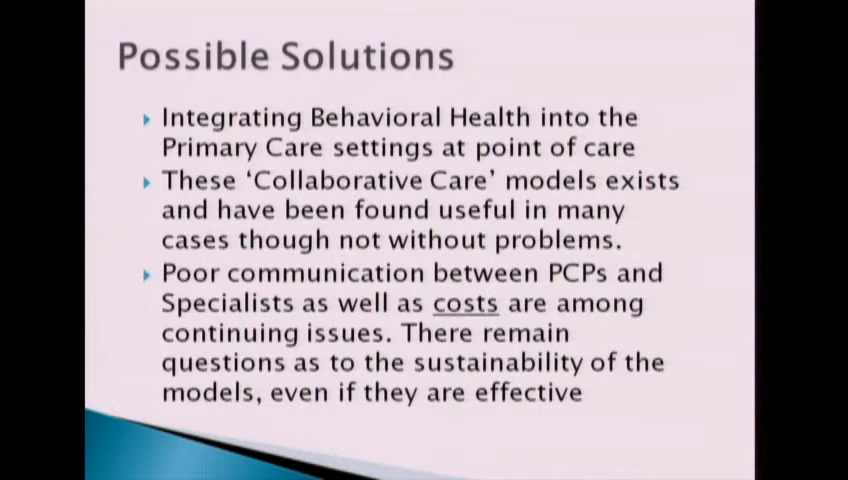 Possible Solutions
Integrating Behavioral Health into the
Primary Care settings at point of care
These ‘Collaborative Care’ models exists
and have been found useful in many
cases though not without problems.
Poor communication between PCPs and
Specialists as well as costs are among
continuing issues. There remain
questions as to the sustainability of the
models, even if they are effective